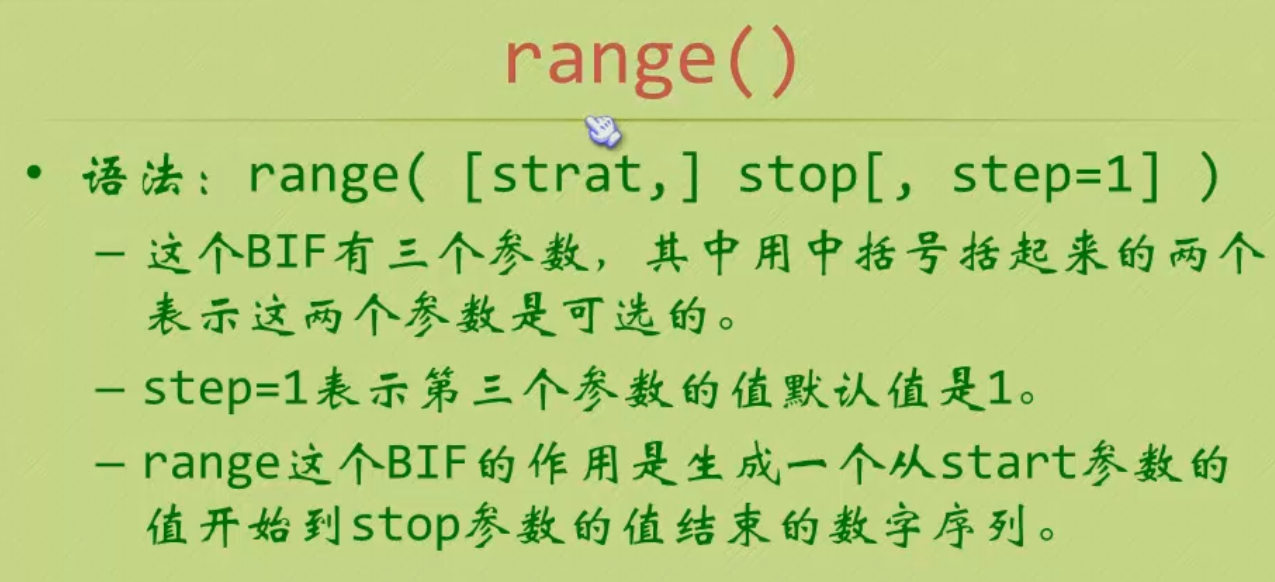 range()
• 语法：range( [strat,] stop[, step=1] )
– 这个BIF有三个参数，其中用中括号括起来的两个
表示这两个参数是可选的。
– step=1表示第三个参数的值默认值是1。
– range这个BIF的作用是生成一个从start参数的
值开始到stop参数的值结束的数字序列。